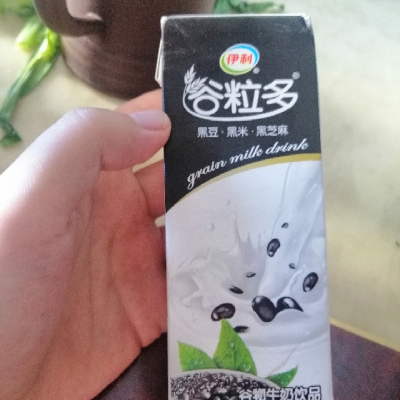 伊利
谷粒多
黑豆·黑米·黑芝麻
grain milk drink
谷物牛奶饮品